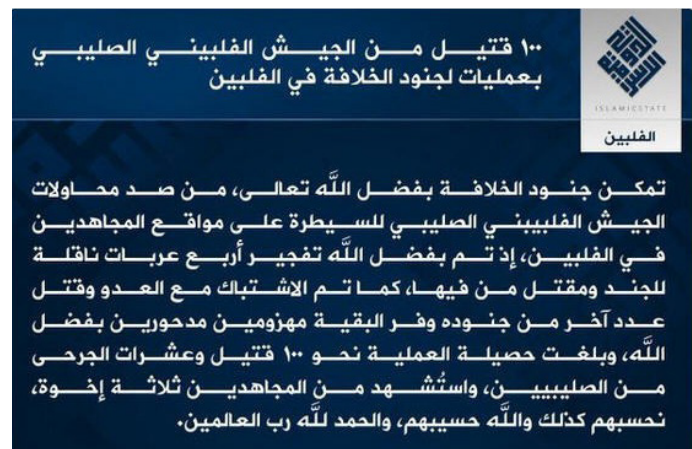 ١٠٠ قتيل من الجيش الفلبيني الصليبي
بعمليات لجنود الخلافة في الفلبين
ISLAMICSTATE
الفلبين
تمكن جنود الخلافة بفضل الله تعالى، من صد محاولات
الجيش الفلبيبني الصليبي للسيطرة على مواقع المجاهدين
في الفلبين، إذ تم بفضل الله تفجير أربع عربات ناقلة
للجند ومقتل من فيها، كما تم الاشتباك مع العدو وقتل
عدد آخر من جنوده وفر البقية مهزومين مدحورين بفضل
الله، وبلغت حصيلة العملية نحو ١٠٠ قتيل وعشرات الجرحى
من الصليبيين، واستُشهد من المجاهدين ثلاثة إخوة،
نحسبهم كذلك والله حسيبهم، والحمد لله رب العالمين.